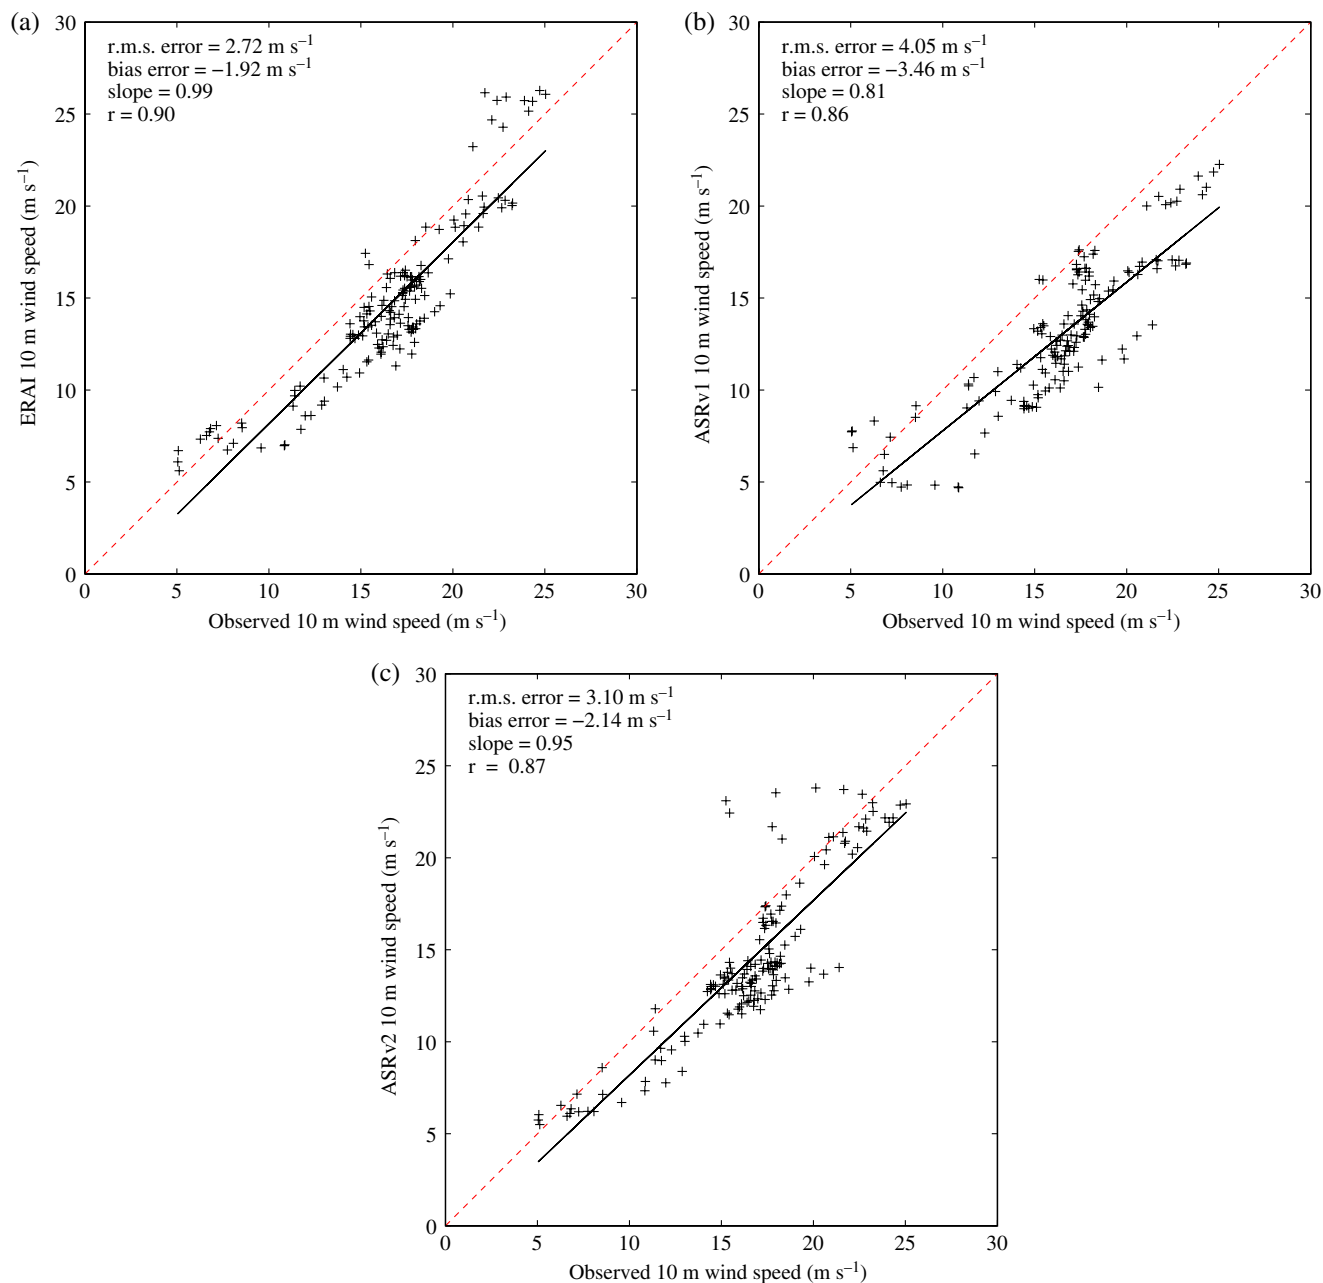 (a)
r.m.s. error = 2.72 m s⁻¹
bias error = −1.92 m s⁻¹
slope = 0.99
r = 0.90
30
25
20
15
10
5
0
ERAI 10 m wind speed (m s⁻¹)
0 5 10 15 20 25 30
Observed 10 m wind speed (m s⁻¹)
(b)
r.m.s. error = 4.05 m s⁻¹
bias error = −3.46 m s⁻¹
slope = 0.81
r = 0.86
30
25
20
15
10
5
0
ASRv1 10 m wind speed (m s⁻¹)
0 5 10 15 20 25 30
Observed 10 m wind speed (m s⁻¹)
(c)
r.m.s. error = 3.10 m s⁻¹
bias error = −2.14 m s⁻¹
slope = 0.95
r = 0.87
30
25
20
15
10
5
0
ASRv2 10 m wind speed (m s⁻¹)
0 5 10 15 20 25 30
Observed 10 m wind speed (m s⁻¹)